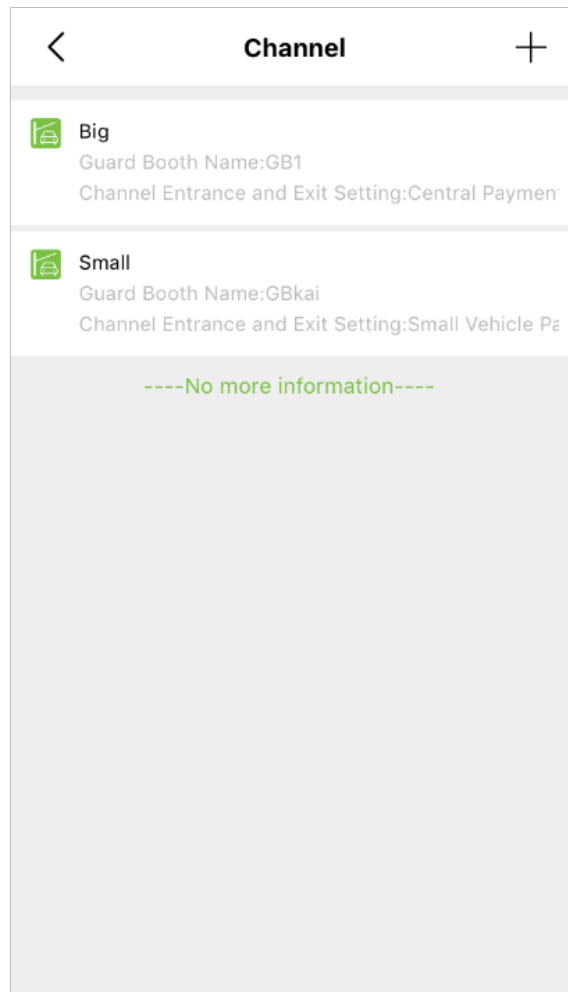 Channel
Big
Guard Booth Name:GB1
Channel Entrance and Exit Setting:Central Paymen
Small
Guard Booth Name:GBkai
Channel Entrance and Exit Setting:Small Vehicle Pa
----No more information----